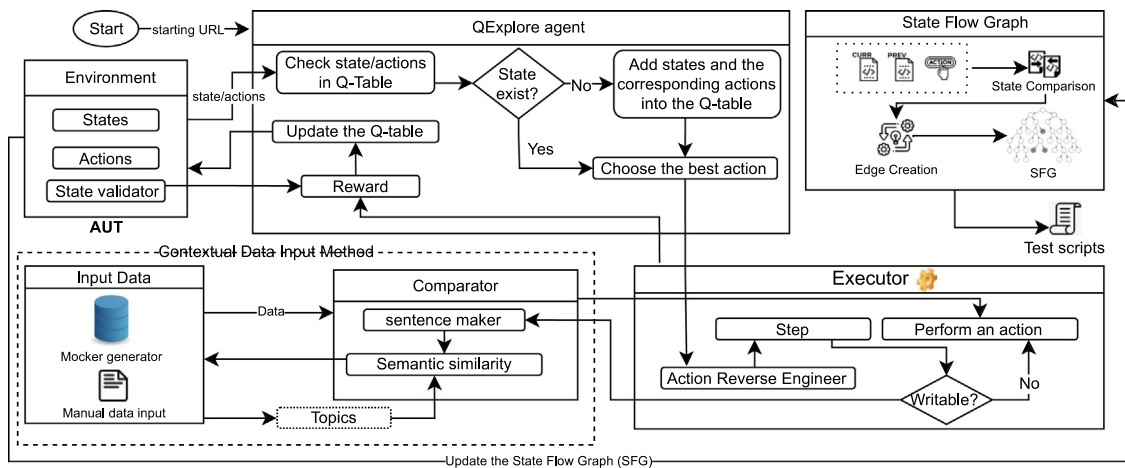 Start
starting URL
QExplore agent
State Flow Graph
Environment
States
Actions
State validator
AUT
state/actions
Check state/actions
in Q-Table
State
exist?
No
Yes
Add states and the
corresponding actions
into the Q-table
Update the Q-table
Reward
Choose the best action
CURR
PREV
ACTION
State Comparison
Edge Creation
SFG
Test scripts
Contextual Data Input Method
Input Data
Mocker generator
Manual data input
Data
Topics
Comparator
sentence maker
Semantic similarity
Executor
Step
Perform an action
Action Reverse Engineer
Writable?
No
Update the State Flow Graph (SFG)